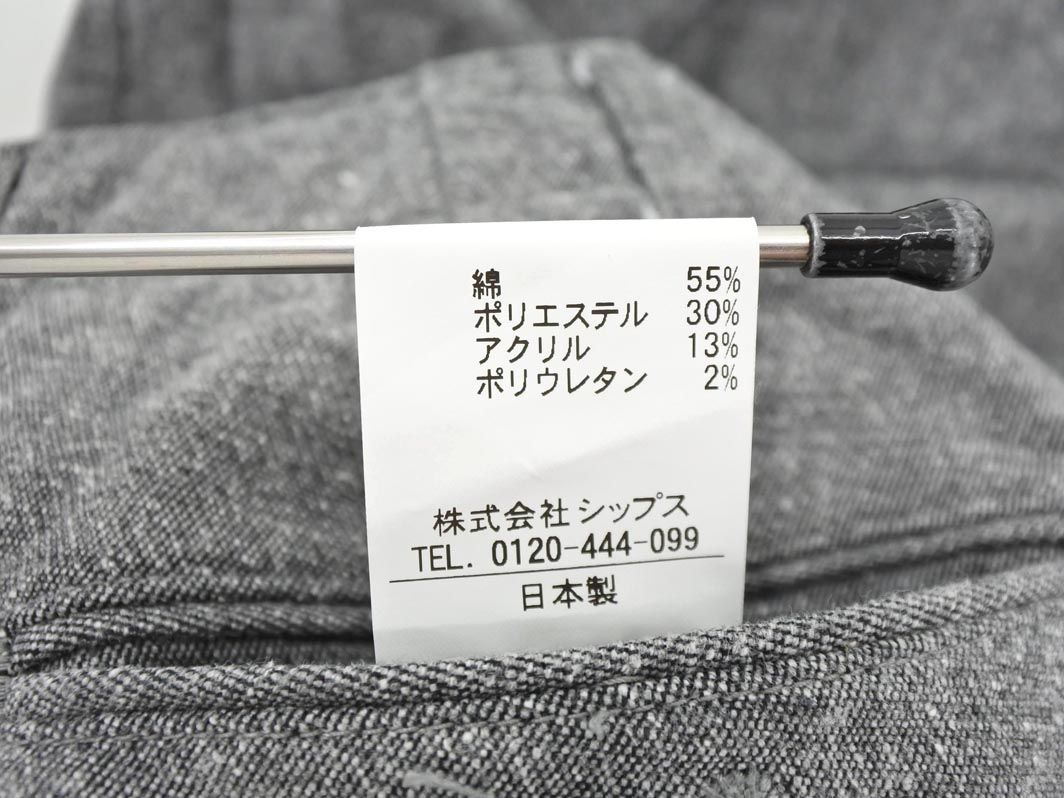 綿 55%
ポリエステル 30%
アクリル 13%
ポリウレタン 2%
株式会社シップス
TEL. 0120-444-099
日本製